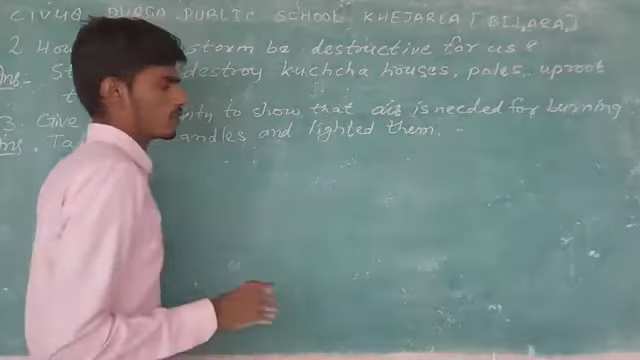 DURGA PUBLIC SCHOOL KHEJARLA [BILARA]
2 How storm be destructive for us?
Ans. destroy kuchcha houses, poles, uproot
3. Give to show that air is needed for burning
Ans. andles and lighted them.